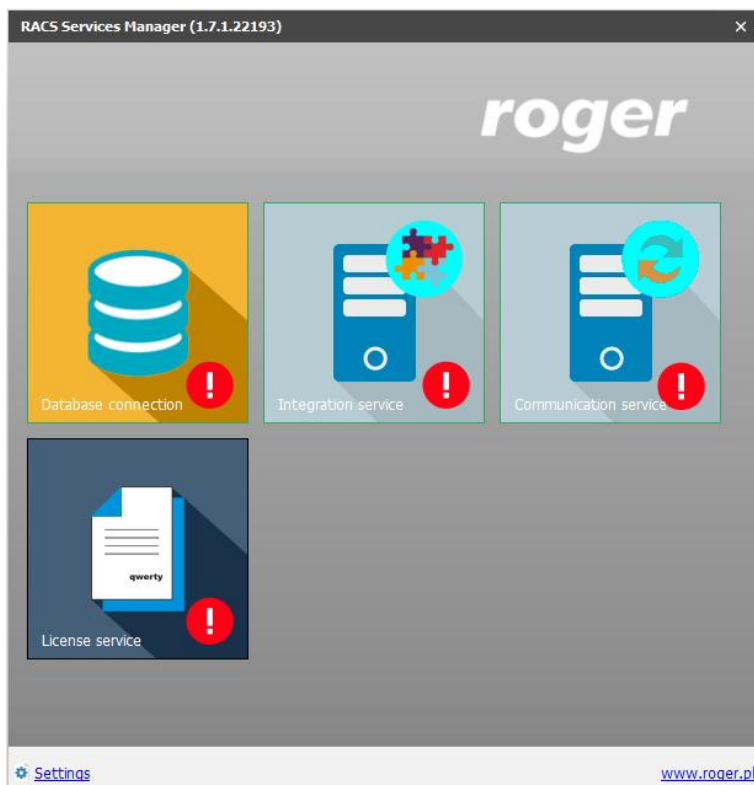 RACS Services Manager (1.7.1.22193)
roger
Database connection
Integration service
Communication service
qwerty
License service
Settings
www.roger.pl